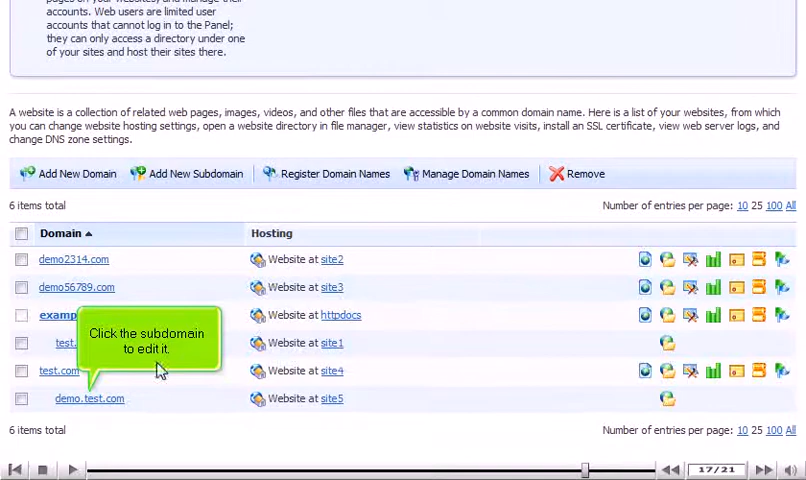 accounts. Web users are limited user
accounts that cannot log in to the Panel;
they can only access a directory under one
of your sites and host their sites there.
A website is a collection of related web pages, images, videos, and other files that are accessible by a common domain name. Here is a list of your websites, from which
you can change website hosting settings, open a website directory in file manager, view statistics on website visits, install an SSL certificate, view web server logs, and
change DNS zone settings.
Add New Domain Add New Subdomain Register Domain Names Manage Domain Names Remove
6 items total Number of entries per page: 10 25 100 All
Domain Hosting
demo2314.com Website at site2
demo56789.com Website at site3
examp Website at httpdocs
Click the subdomain
to edit it.
test. Website at site1
test.com Website at site4
demo.test.com Website at site5
6 items total Number of entries per page: 10 25 100 All
17/21